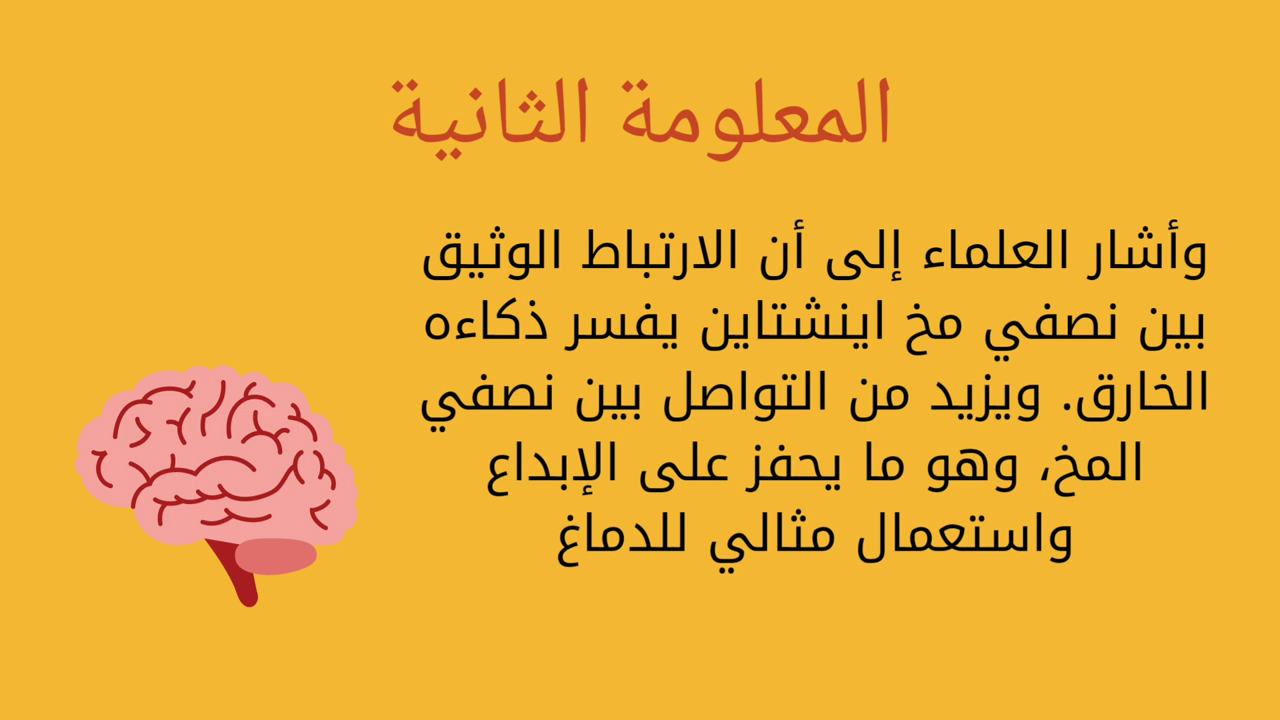 المعلومة الثانية
وأشار العلماء إلى أن الارتباط الوثيق
بين نصفي مخ اينشتاين يفسر ذكاءه
الخارق. ويزيد من التواصل بين نصفي
المخ، وهو ما يحفز على الإبداع
واستعمال مثالي للدماغ